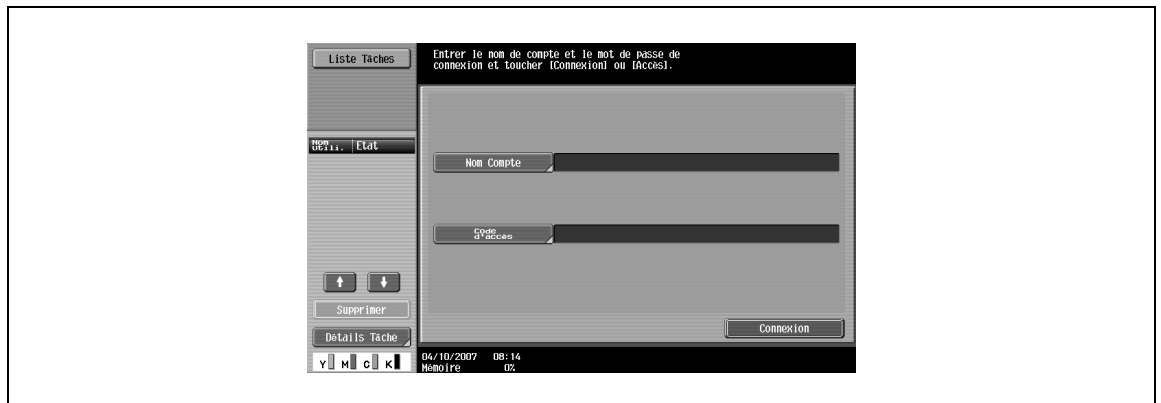 Liste Tâches
Entrer le nom de compte et le mot de passe de
connexion et toucher [Connexion] ou [Accès].
Nom
Utili. Etat
Nom Compte
Code
d'accès
Supprimer
Connexion
Détails Tâche
Y M C K
04/10/2007 08:14
Mémoire 0%